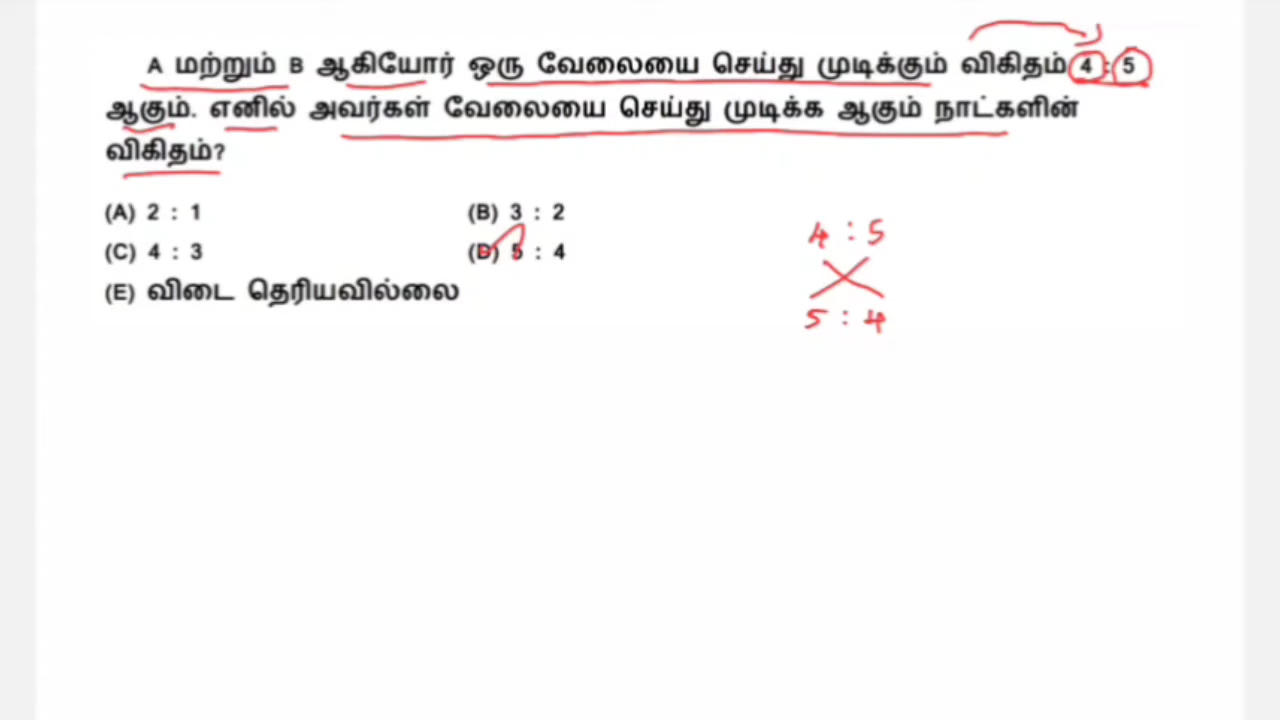 A மற்றும் B ஆகியோர் ஒரு வேலையை செய்து முடிக்கும் விகிதம் 4 : 5
ஆகும். எனில் அவர்கள் வேலையை செய்து முடிக்க ஆகும் நாட்களின்
விகிதம்?
(A) 2 : 1 (B) 3 : 2
(C) 4 : 3 (D) 5 : 4
(E) விடை தெரியவில்லை
4 : 5
5 : 4